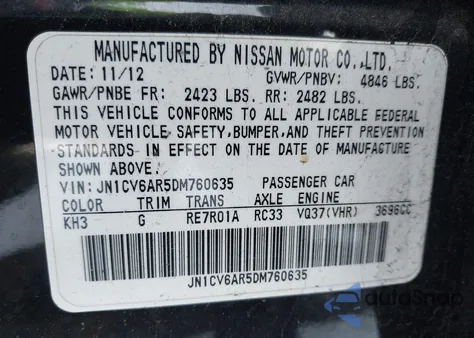 MANUFACTURED BY NISSAN MOTOR CO.,LTD.
DATE: 11/12 GVWR/PNBV: 4846 LBS.
GAWR/PNBE FR: 2423 LBS. RR: 2482 LBS.
THIS VEHICLE CONFORMS TO ALL APPLICABLE FEDERAL
MOTOR VEHICLE SAFETY,BUMPER,AND THEFT PREVENTION
STANDARDS IN EFFECT ON THE DATE OF MANUFACTURE
SHOWN ABOVE.
VIN: JN1CV6AR5DM760635 PASSENGER CAR
COLOR TRIM TRANS AXLE ENGINE
KH3 G RE7R01A RC33 VQ37(VHR) 3696CC
JN1CV6AR5DM760635
autoSnap